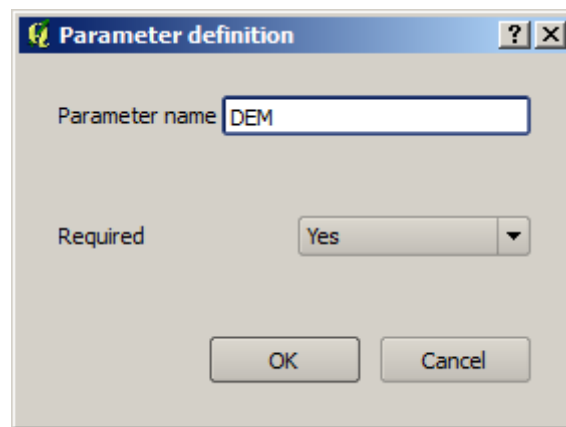 Parameter definition
Parameter name DEM
Required Yes
OK Cancel